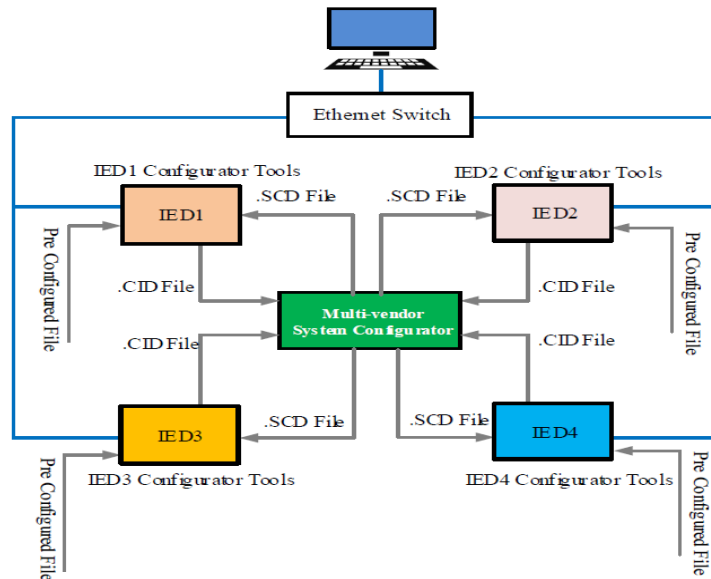 Ethernet Switch
IED1 Configurator Tools
IED2 Configurator Tools
.SCD File
.SCD File
IED1
IED2
Pre Configured File
Pre Configured File
.CID File
.CID File
Multi-vendor
System Configurator
.CID File
.CID File
.SCD File
.SCD File
IED3
IED4
IED3 Configurator Tools
IED4 Configurator Tools
Pre Configured File
Pre Configured File